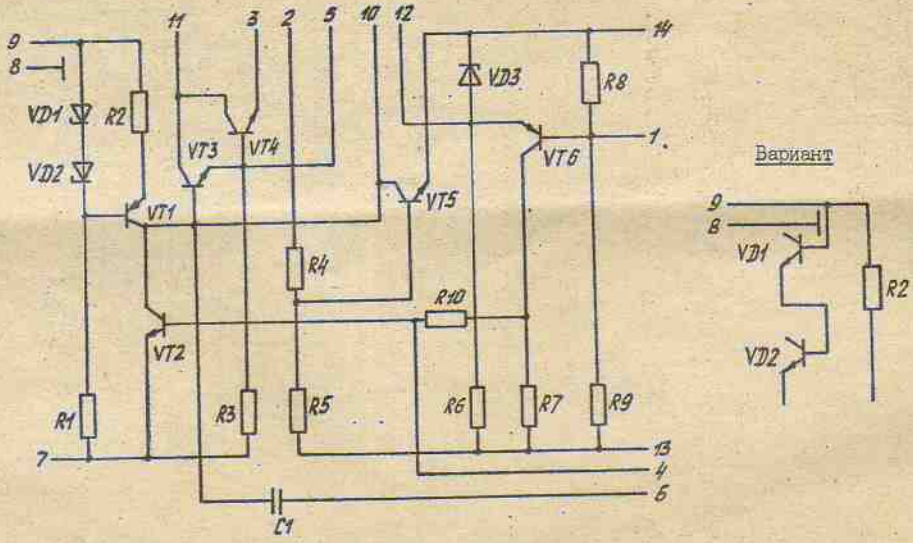 11 3 2 5 10 12
9
14
8
VD1
R2
VD3
R8
VT4
1
VT3
VT6
VD2
Вариант
VT1
VT5
9
8
VD1
R4
R10
R2
VT2
VD2
R1
R3
R5
R6
R7
R9
7
13
4
6
C1